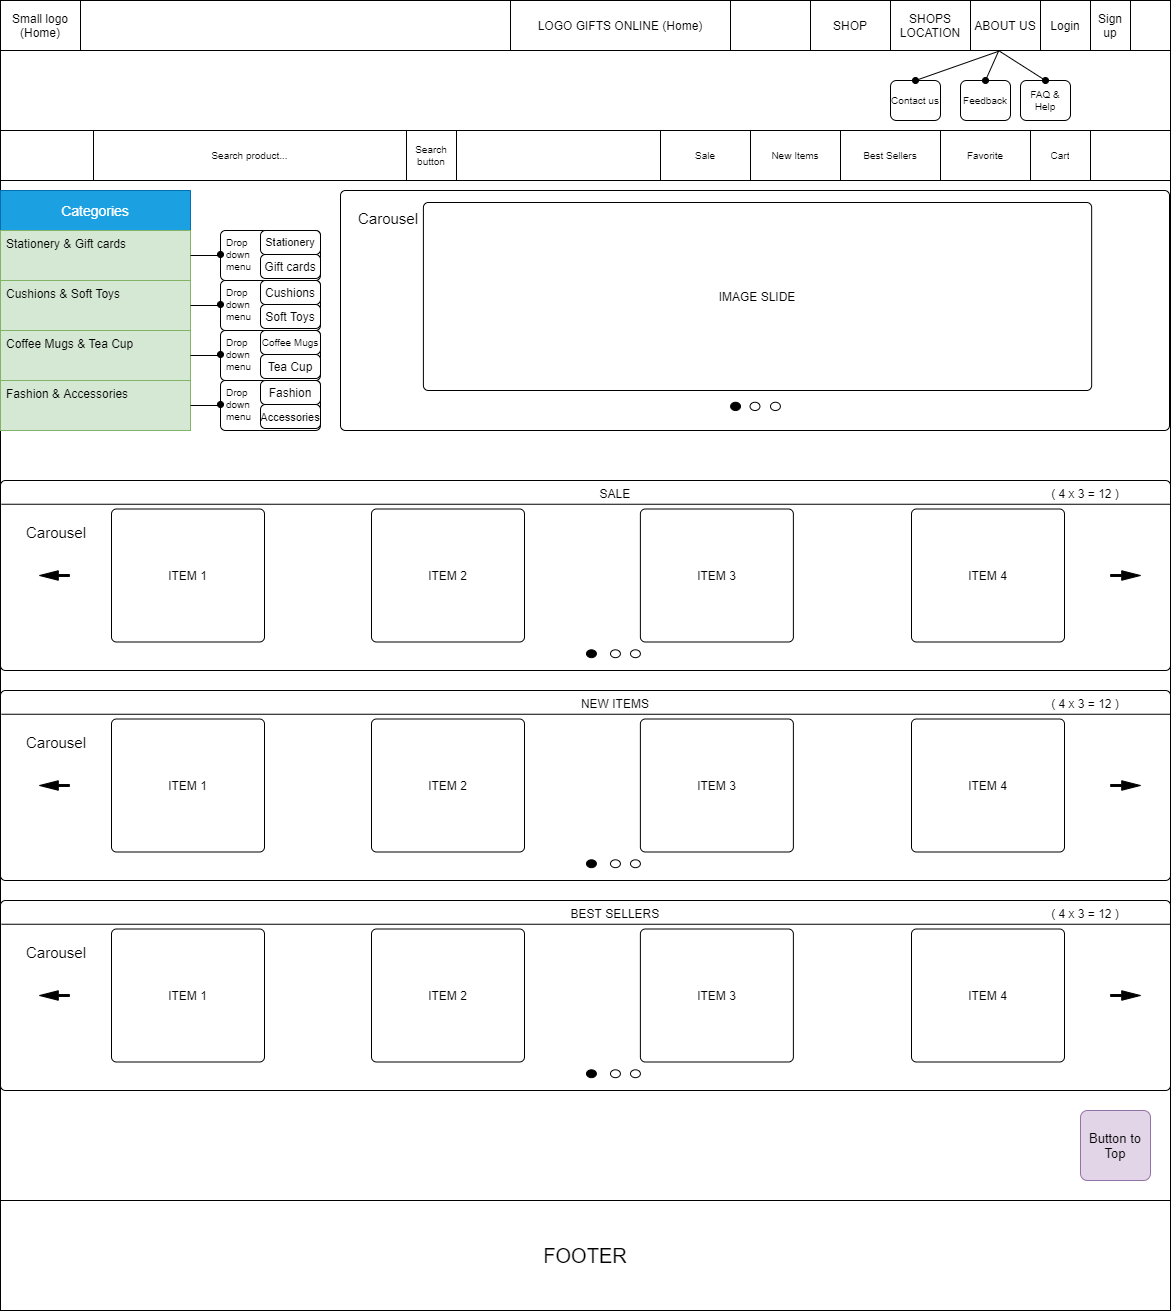 Small logo
(Home)
LOGO GIFTS ONLINE (Home)
SHOP
SHOPS
LOCATION
ABOUT US
Login
Sign
up
Contact us
Feedback
FAQ &
Help
Search product...
Search
button
Sale
New Items
Best Sellers
Favorite
Cart
Categories
Stationery & Gift cards
Drop
down
menu
Stationery
Gift cards
Cushions & Soft Toys
Drop
down
menu
Cushions
Soft Toys
Coffee Mugs & Tea Cup
Drop
down
menu
Coffee Mugs
Tea Cup
Fashion & Accessories
Drop
down
menu
Fashion
Accessories
Carousel
IMAGE SLIDE
SALE
( 4 x 3 = 12 )
Carousel
ITEM 1
ITEM 2
ITEM 3
ITEM 4
NEW ITEMS
( 4 x 3 = 12 )
Carousel
ITEM 1
ITEM 2
ITEM 3
ITEM 4
BEST SELLERS
( 4 x 3 = 12 )
Carousel
ITEM 1
ITEM 2
ITEM 3
ITEM 4
Button to
Top
FOOTER